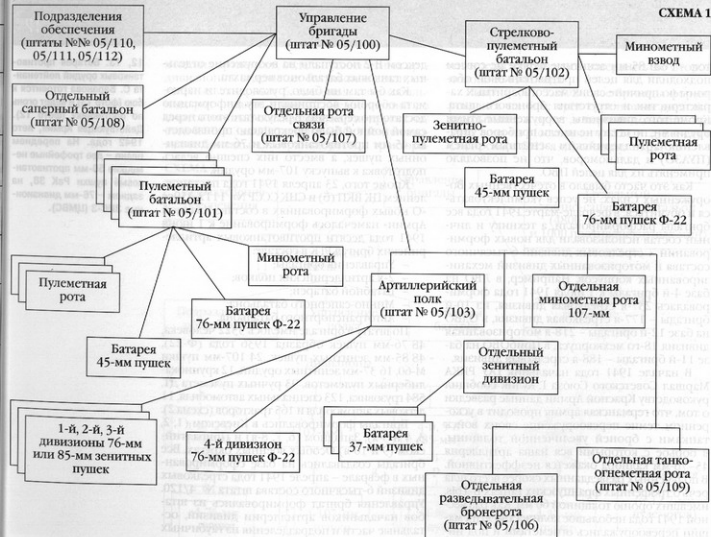 СХЕМА 1
Подразделения
обеспечения
(штаты №№ 05/110,
05/111, 05/112)
Управление
бригады
(штат № 05/100)
Стрелково-
пулеметный
батальон
(штат № 05/102)
Минометный
взвод
Отдельный
саперный батальон
(штат № 05/108)
Отдельная рота
связи
(штат № 05/107)
Зенитно-
пулеметная рота
Пулеметная
рота
Пулеметный
батальон
(штат № 05/101)
Батарея
45-мм пушек
Батарея
76-мм пушек Ф-22
Пулеметная
рота
Минометный
рота
Артиллерийский
полк
(штат № 05/103)
Отдельная
минометная рота
107-мм
Батарея
76-мм пушек Ф-22
Батарея
45-мм пушек
Отдельный
зенитный
дивизион
1-й, 2-й, 3-й
дивизионы 76-мм
или 85-мм зенитных
пушек
4-й дивизион
76-мм пушек Ф-22
Батарея
37-мм пушек
Отдельная танко-
огнеметная рота
(штат № 05/109)
Отдельная
разведывательная
бронерота
(штат № 05/106)